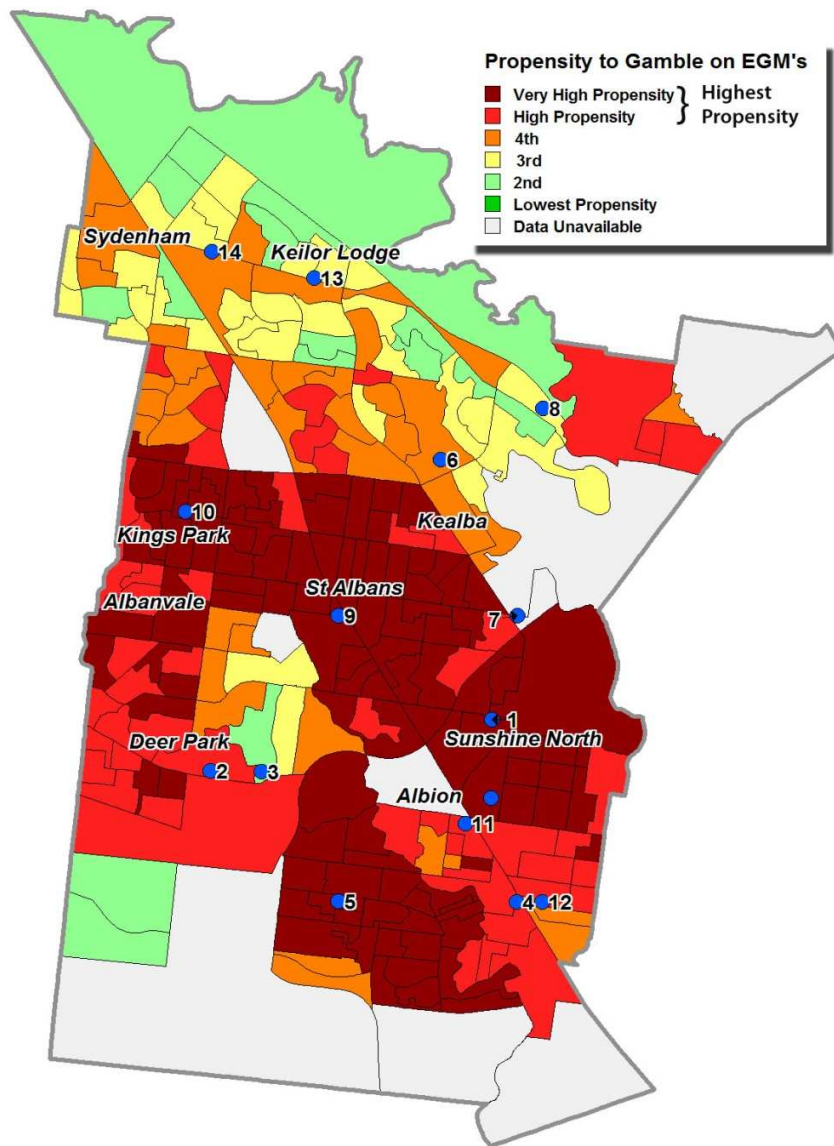 Propensity to Gamble on EGM's
Very High Propensity } Highest
High Propensity Propensity
4th
3rd
2nd
Lowest Propensity
Data Unavailable
Sydenham
14
Keilor Lodge
13
8
6
10
Kealba
Kings Park
St Albans
Albanvale
9
7
1
Deer Park
Sunshine North
2
3
Albion
11
5
4
12